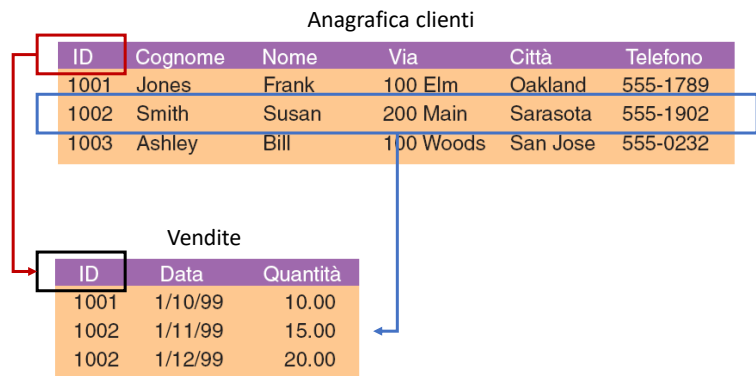 Anagrafica clienti
ID Cognome Nome Via Città Telefono
1001 Jones Frank 100 Elm Oakland 555-1789
1002 Smith Susan 200 Main Sarasota 555-1902
1003 Ashley Bill 100 Woods San Jose 555-0232
Vendite
ID Data Quantità
1001 1/10/99 10.00
1002 1/11/99 15.00
1002 1/12/99 20.00